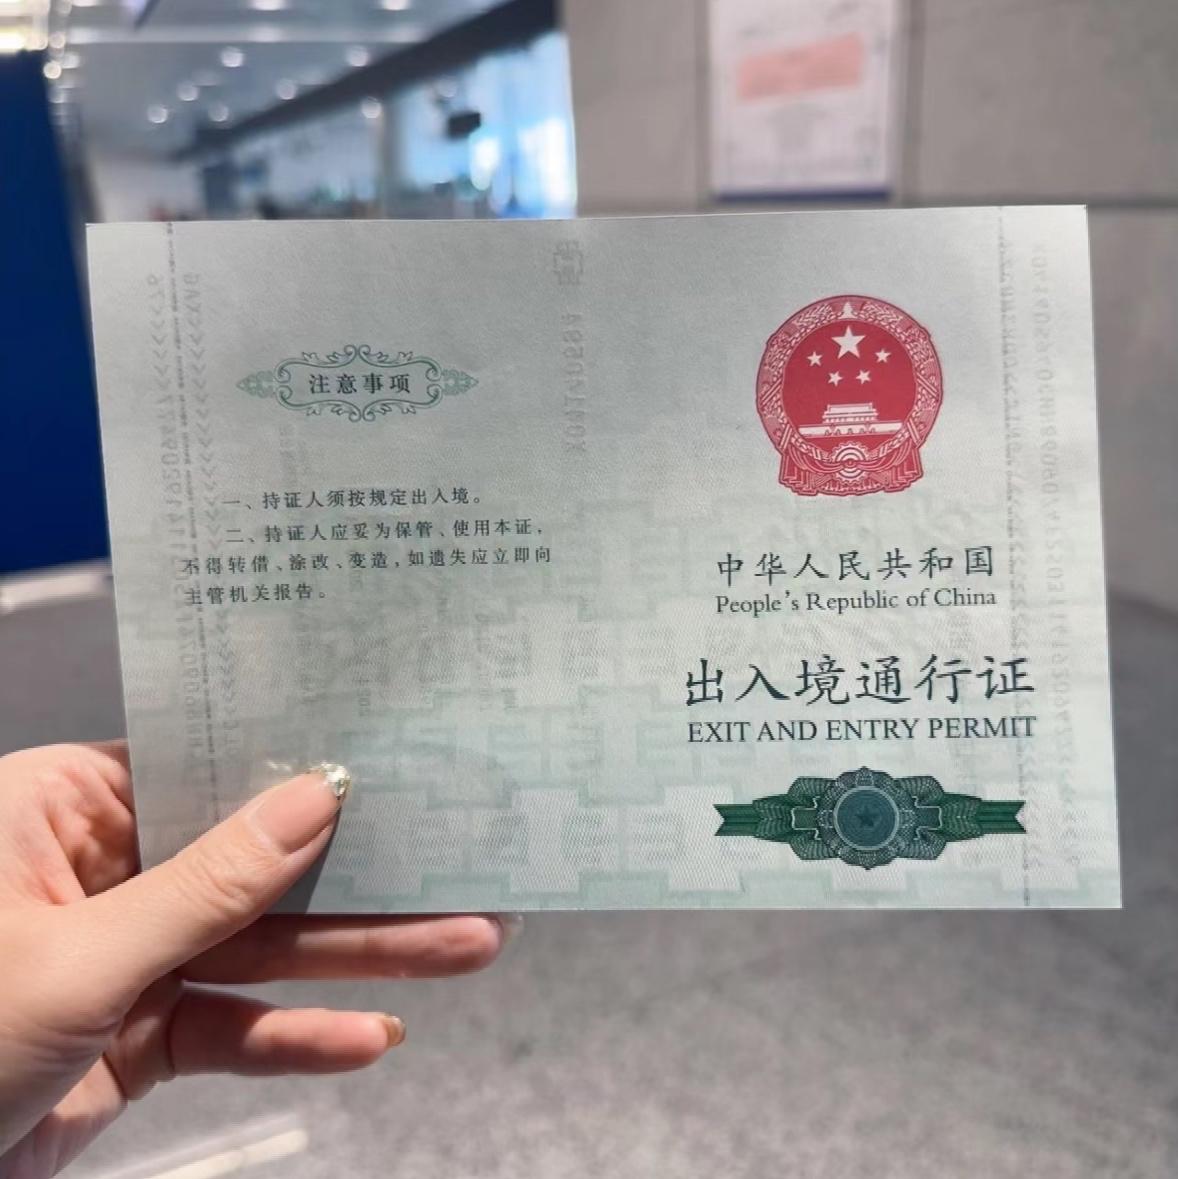 注意事项
一、持证人须按规定出入境。
二、持证人应妥为保管、使用本证，
不得转借、涂改、变造，如遗失应立即向
主管机关报告。
中华人民共和国
People's Republic of China
出入境通行证
EXIT AND ENTRY PERMIT